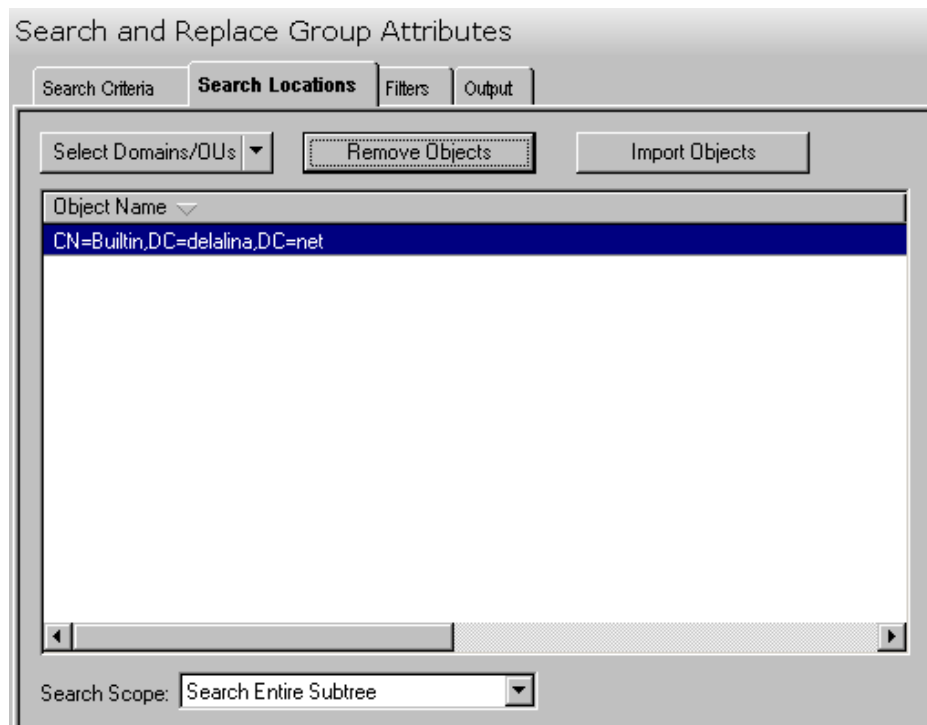 Search and Replace Group Attributes
Search Criteria Search Locations Filters Output
Select Domains/OUs Remove Objects Import Objects
Object Name
CN=Builtin,DC=delalina,DC=net
Search Scope: Search Entire Subtree